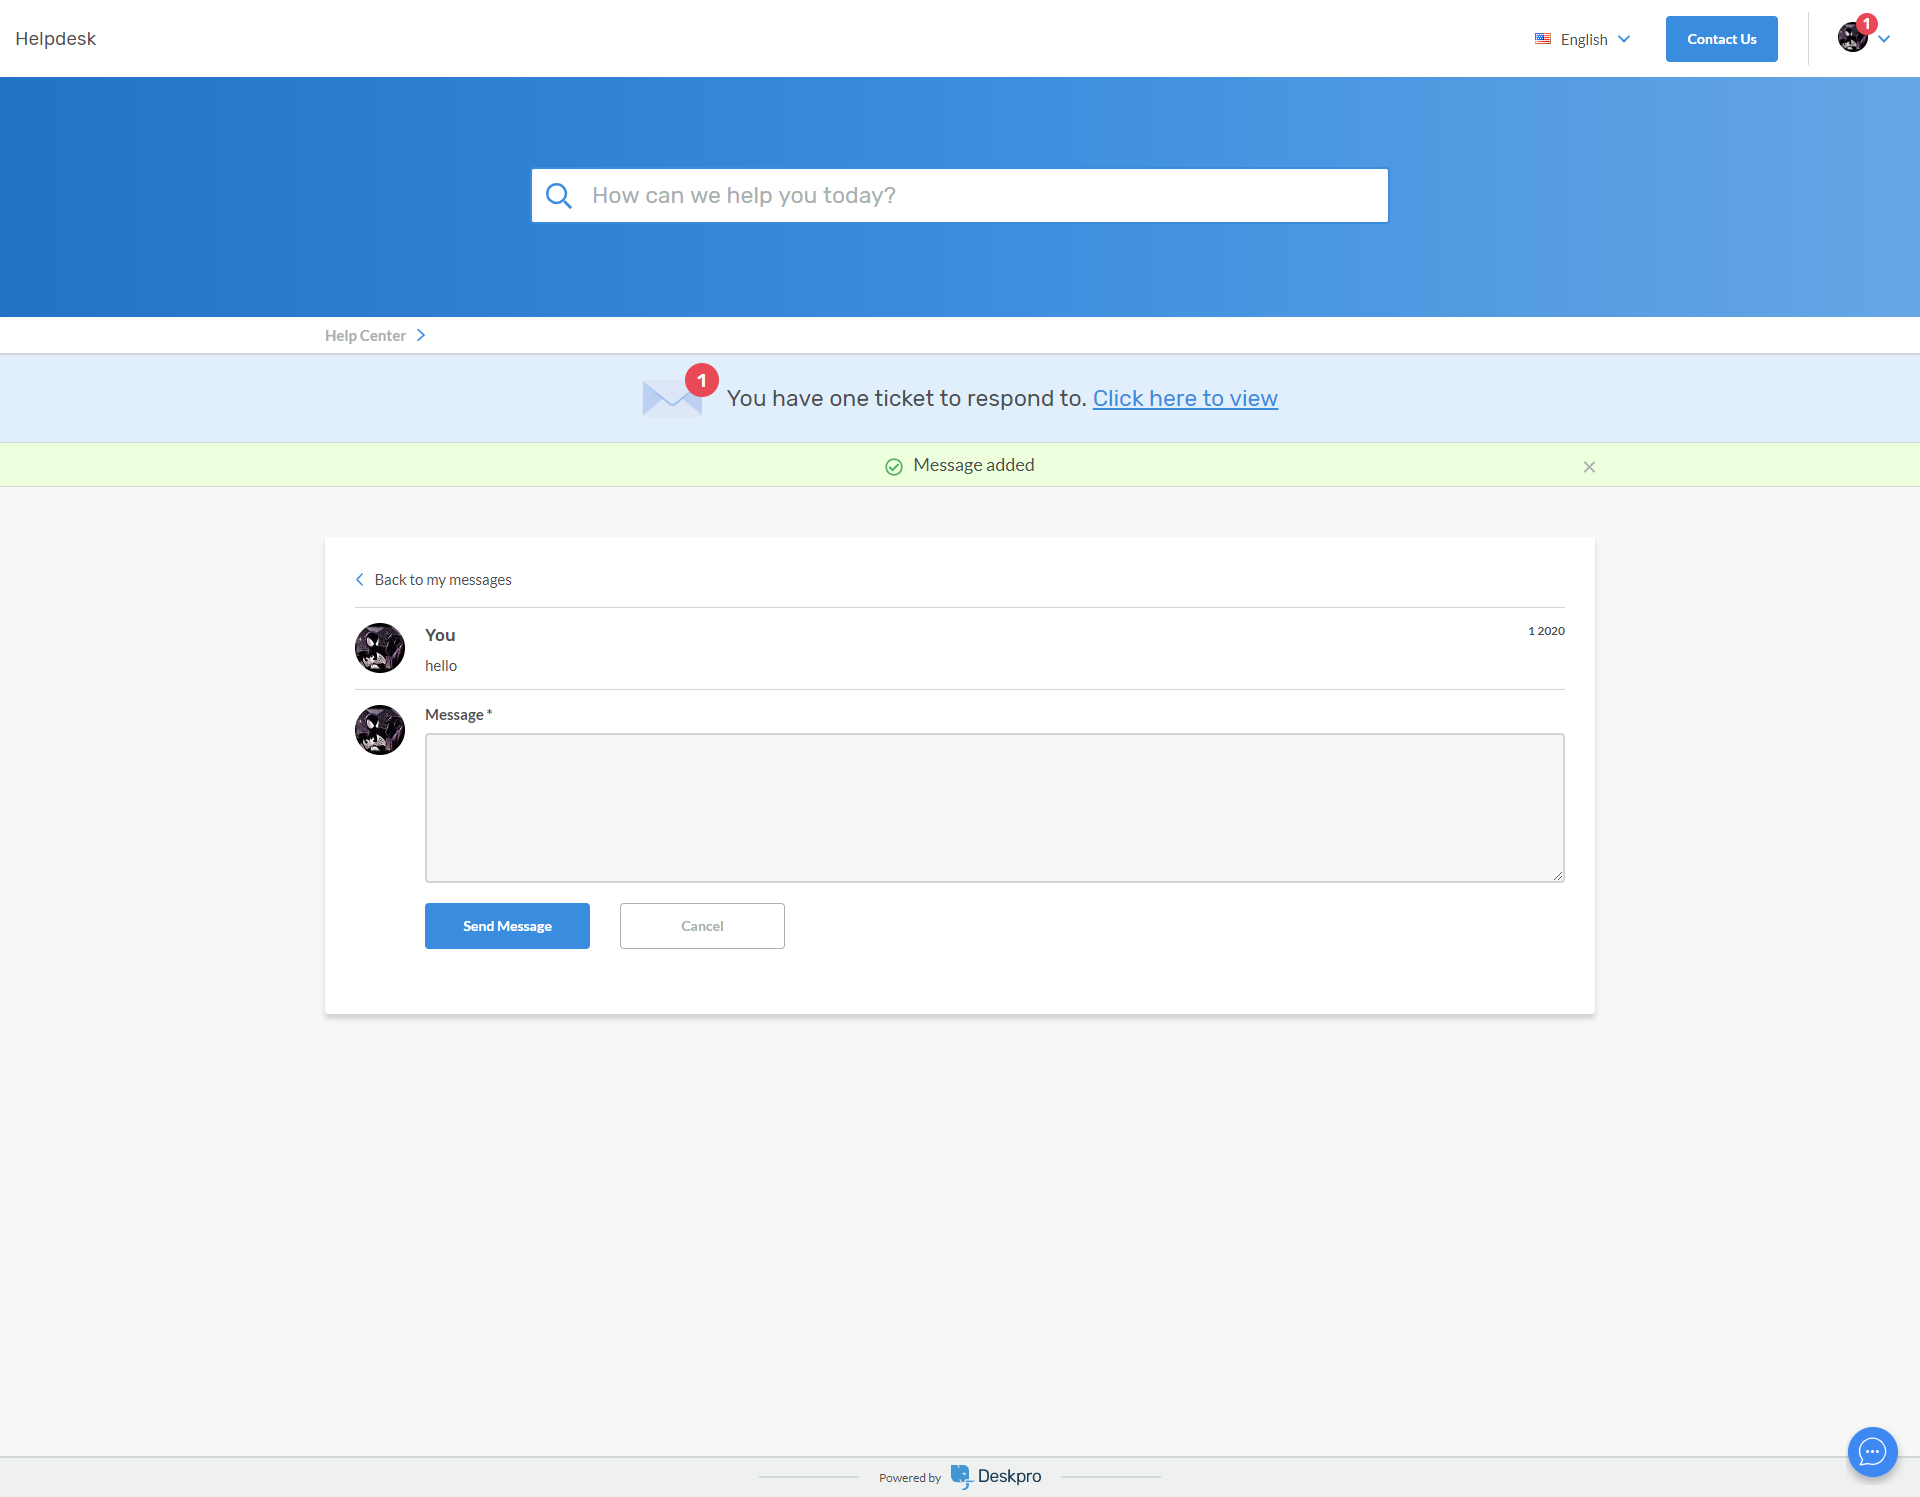 Helpdesk
English
Contact Us
1
How can we help you today?
Help Center
1
You have one ticket to respond to. Click here to view
Message added
Back to my messages
You
1 2020
hello
Message *
Send Message
Cancel
Powered by Deskpro